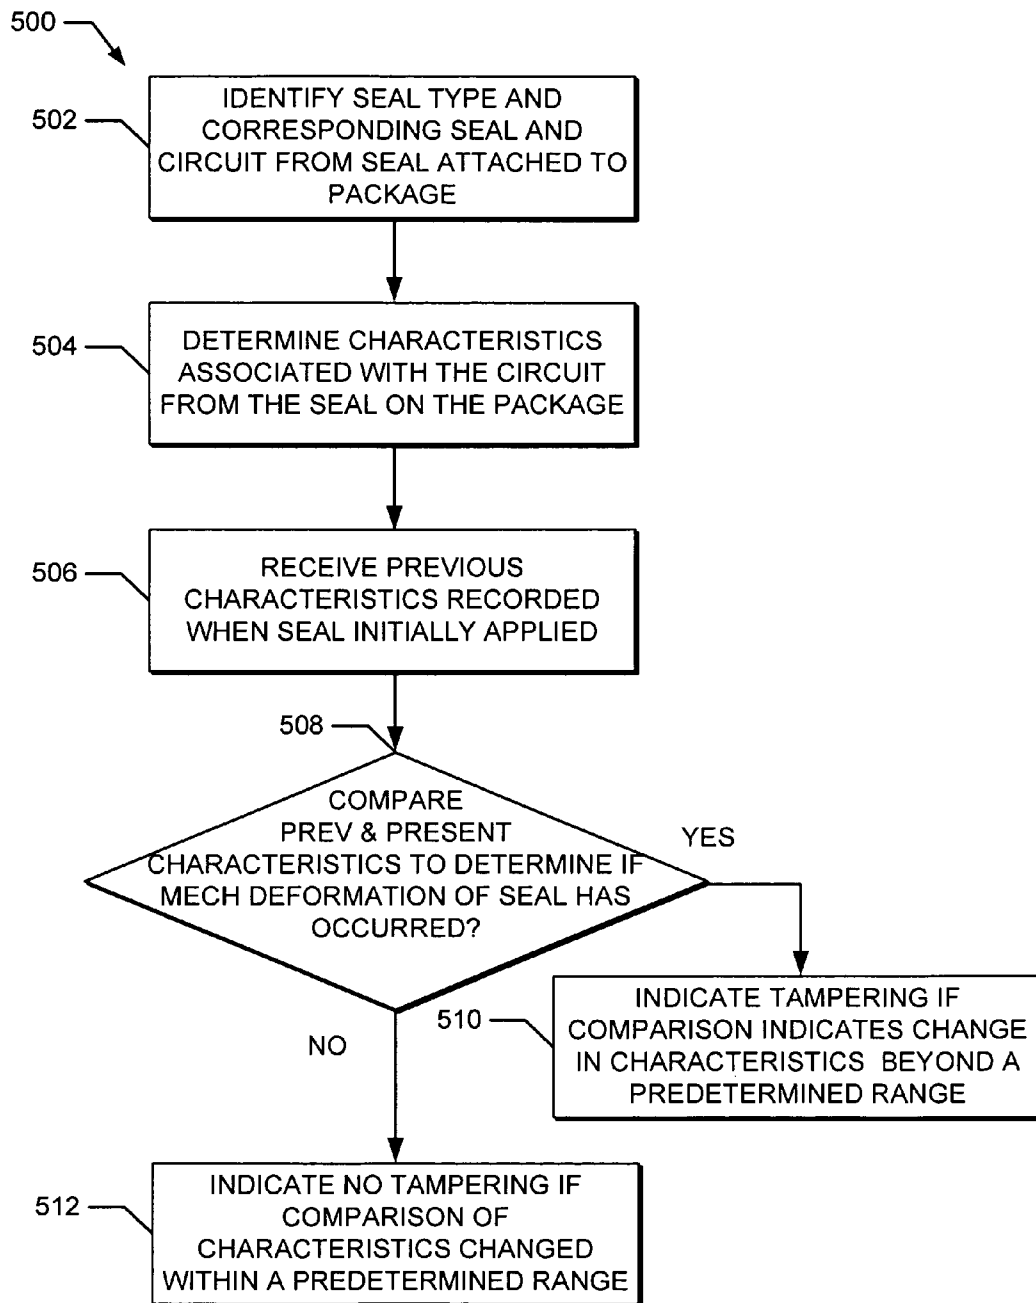 500
502
IDENTIFY SEAL TYPE AND
CORRESPONDING SEAL AND
CIRCUIT FROM SEAL ATTACHED TO
PACKAGE
504
DETERMINE CHARACTERISTICS
ASSOCIATED WITH THE CIRCUIT
FROM THE SEAL ON THE PACKAGE
506
RECEIVE PREVIOUS
CHARACTERISTICS RECORDED
WHEN SEAL INITIALLY APPLIED
508
COMPARE
PREV & PRESENT
CHARACTERISTICS TO DETERMINE IF
MECH DEFORMATION OF SEAL HAS
OCCURRED?
YES
510
INDICATE TAMPERING IF
COMPARISON INDICATES CHANGE
IN CHARACTERISTICS BEYOND A
PREDETERMINED RANGE
NO
512
INDICATE NO TAMPERING IF
COMPARISON OF
CHARACTERISTICS CHANGED
WITHIN A PREDETERMINED RANGE